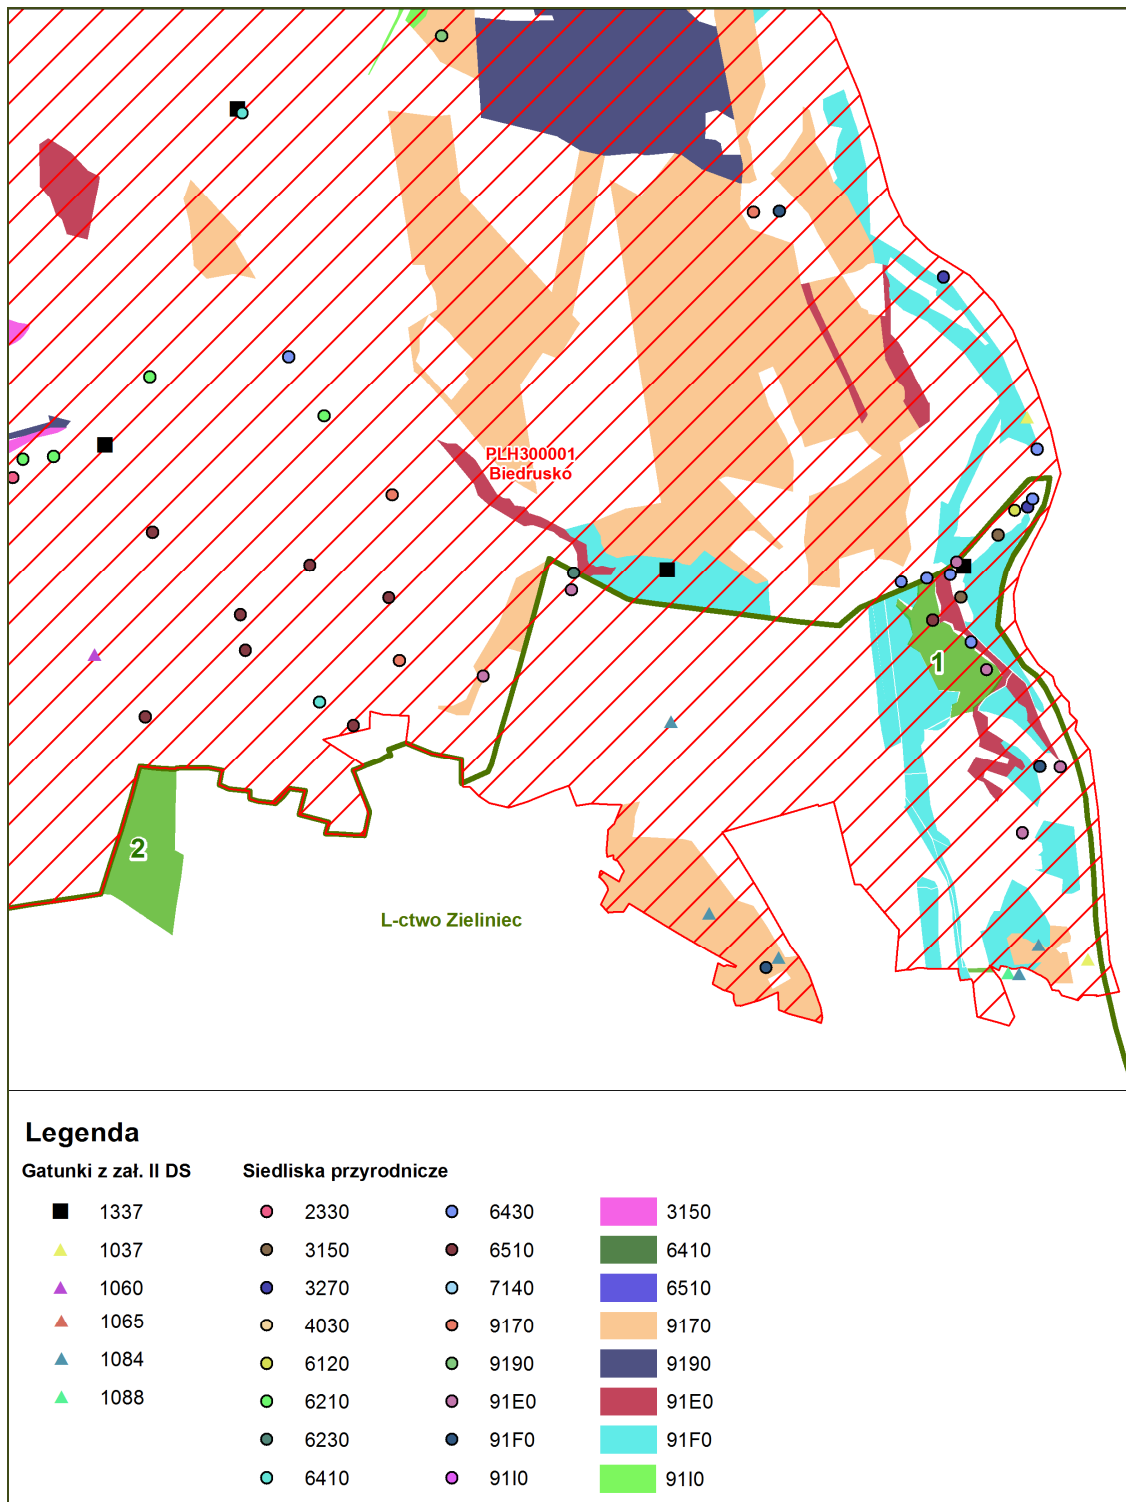 PLH300001
Biedrusko
1
2
L-ctwo Zieliniec
Legenda
Gatunki z zał. II DS
1337
1037
1060
1065
1084
1088
Siedliska przyrodnicze
2330
3150
3270
4030
6120
6210
6230
6410
6430
6510
7140
9170
9190
91E0
91F0
91I0
3150
6410
6510
9170
9190
91E0
91F0
91I0